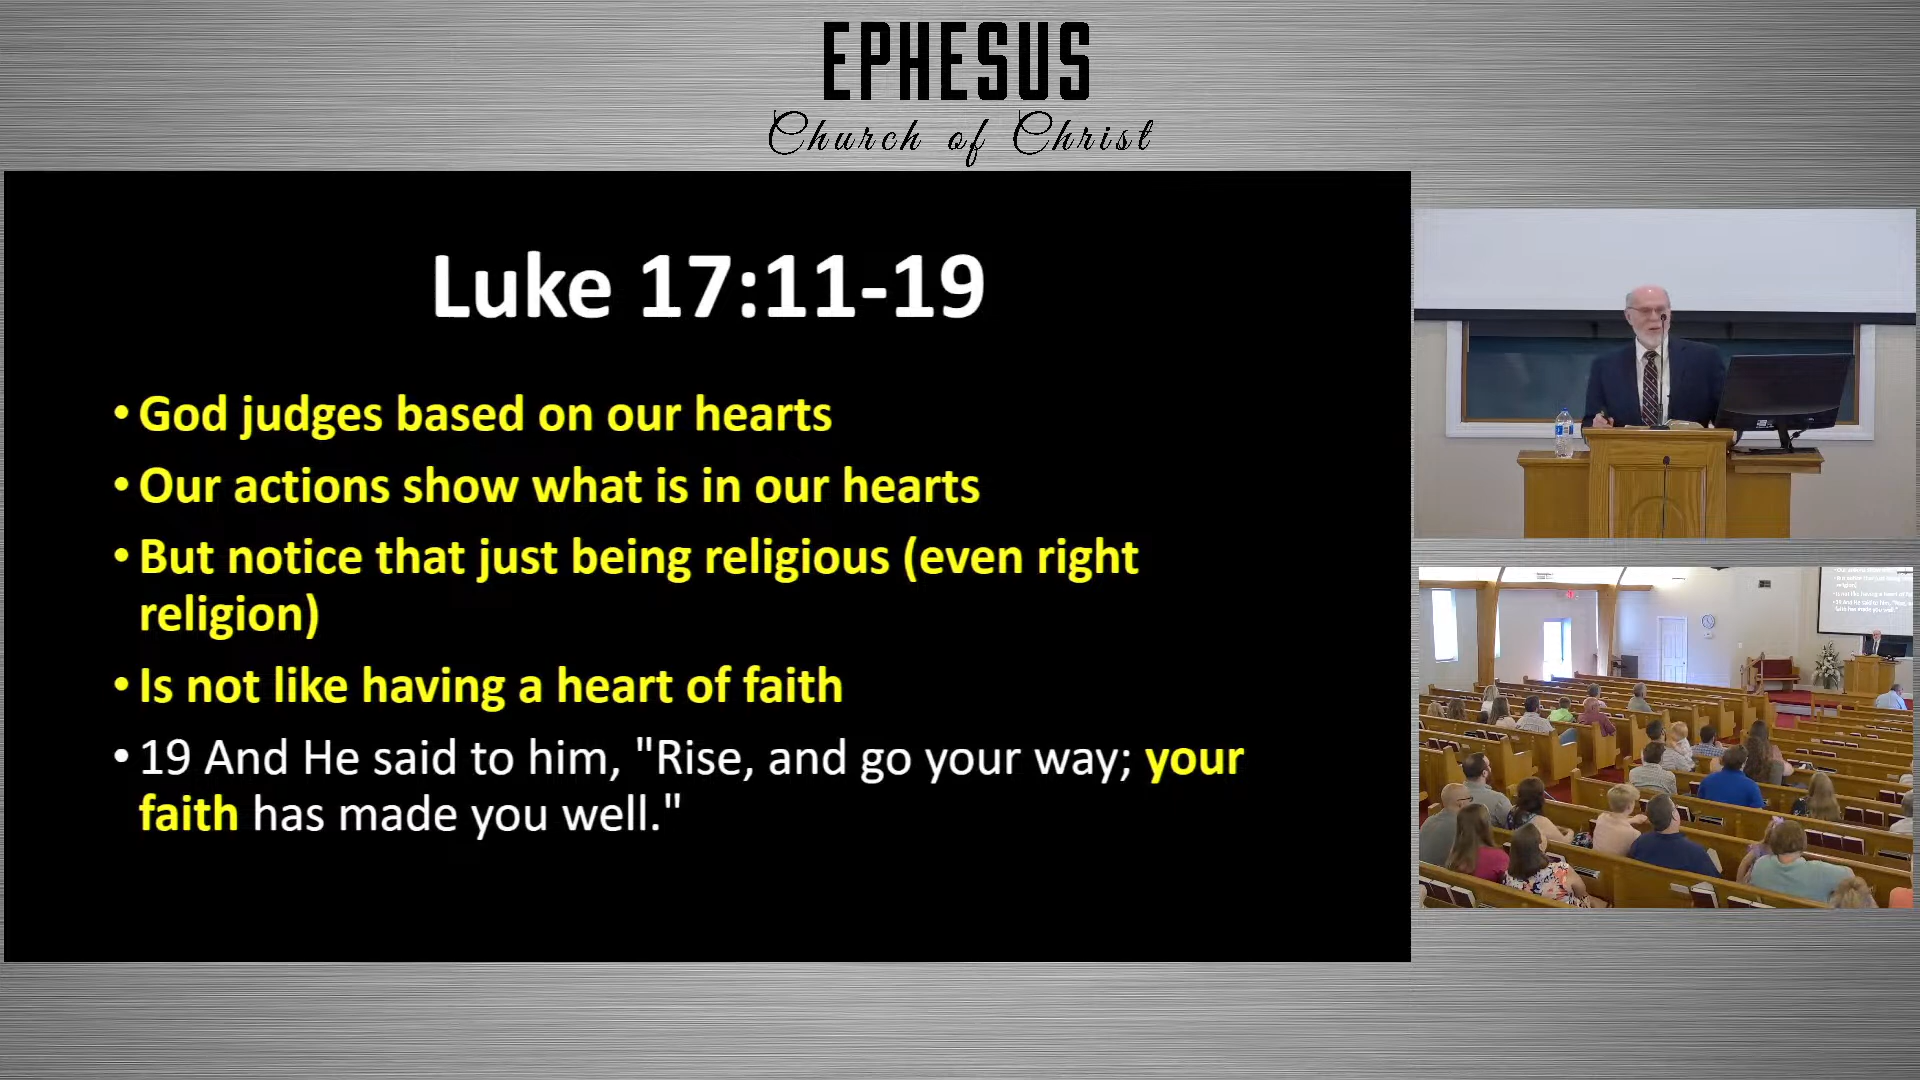 EPHESUS
Church of Christ
Luke 17:11-19
• God judges based on our hearts
• Our actions show what is in our hearts
• But notice that just being religious (even right
religion)
• Is not like having a heart of faith
• 19 And He said to him, "Rise, and go your way; your
faith has made you well."